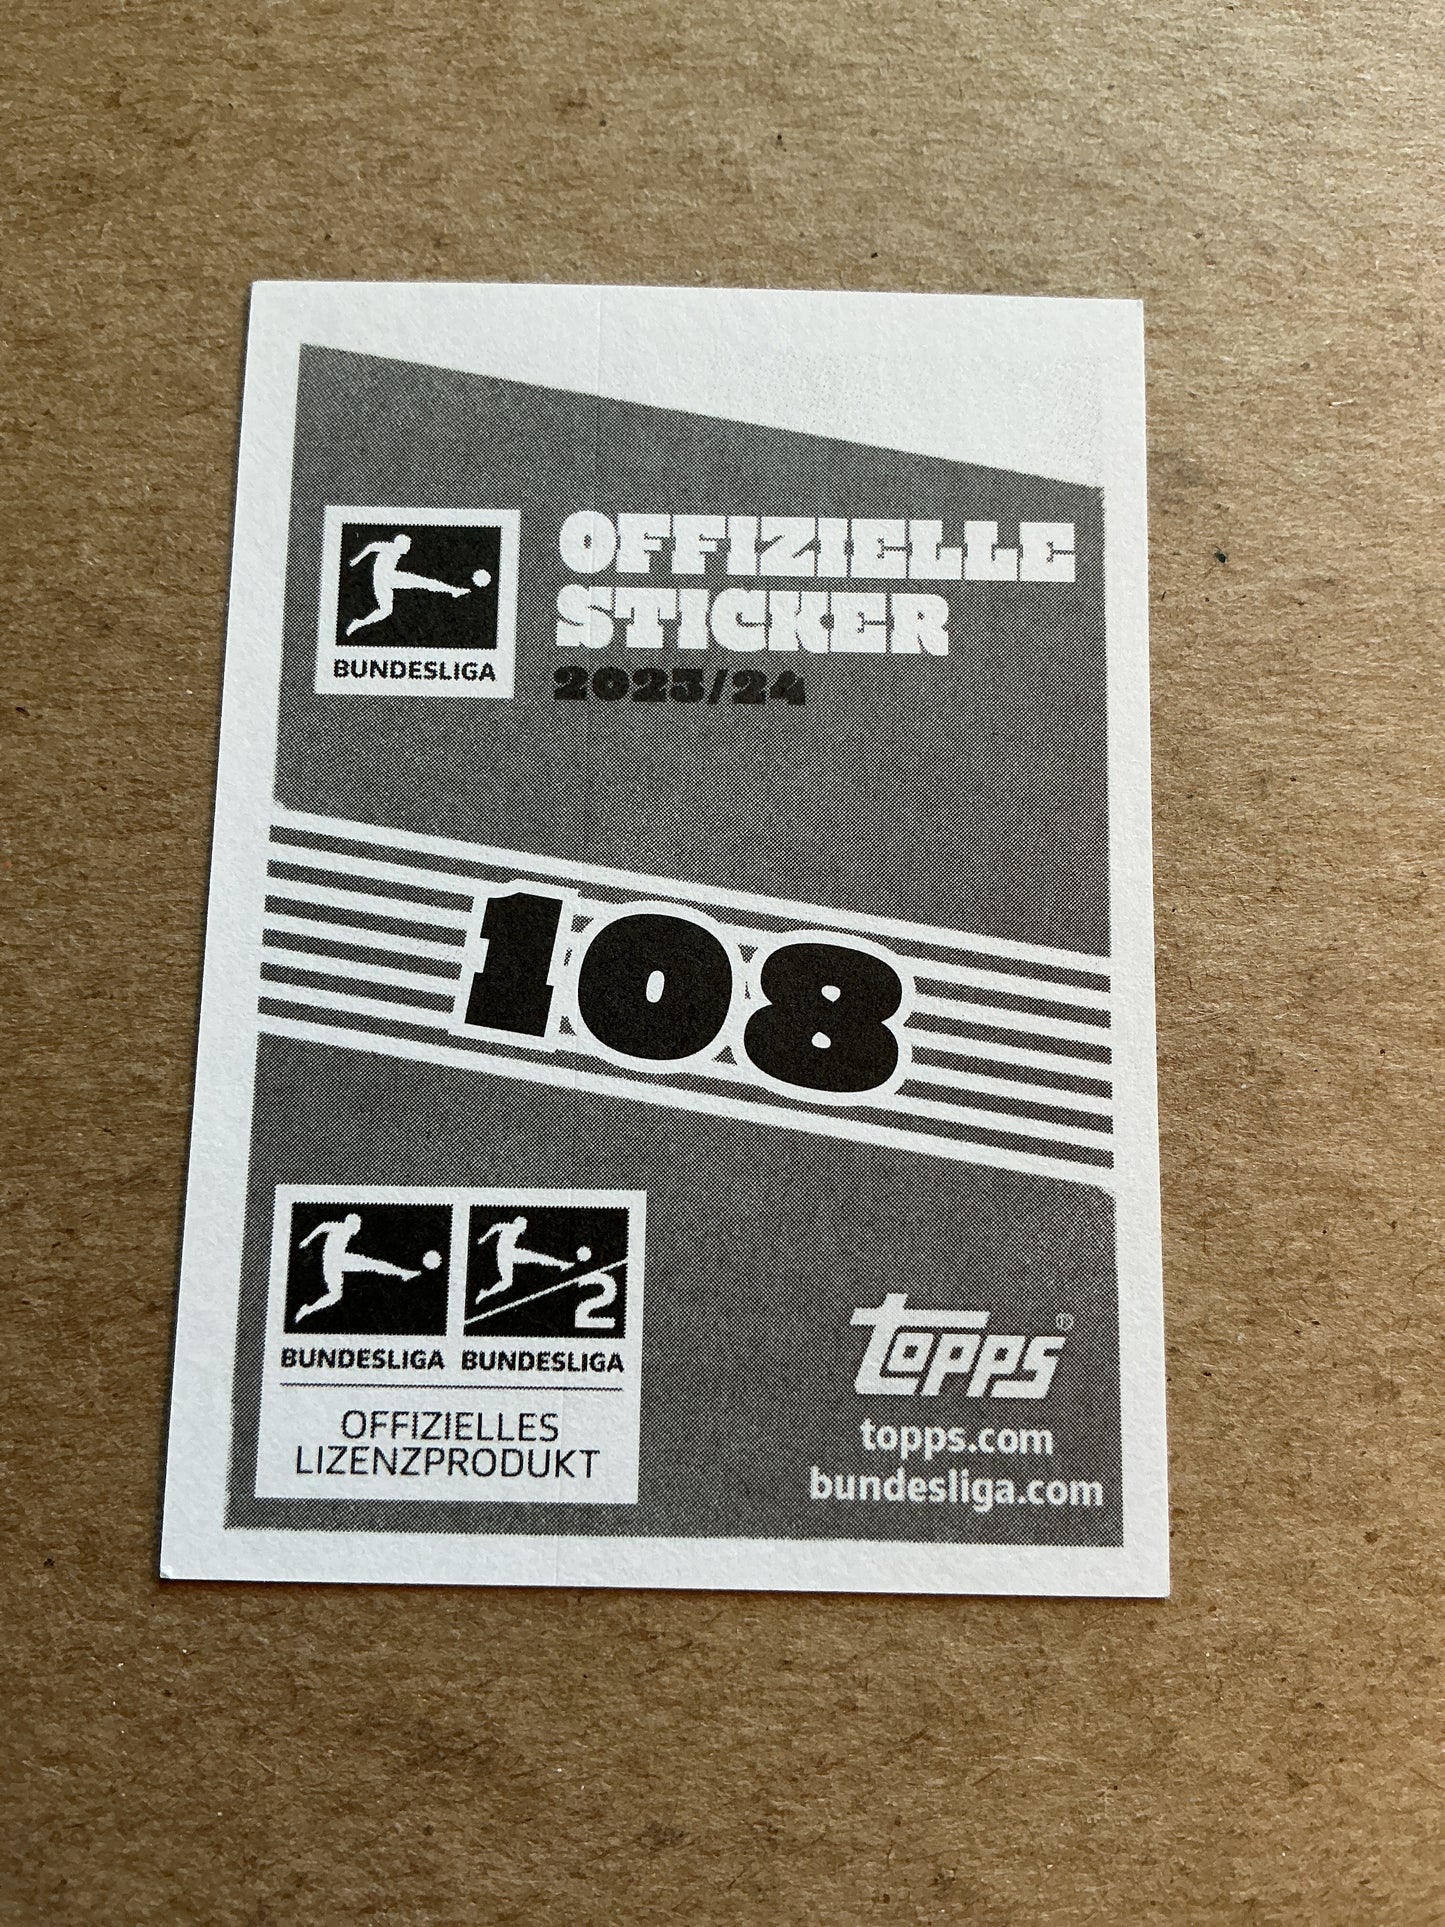 OFFIZIELLE
STICKER
2023/24
BUNDESLIGA
108
2
BUNDESLIGA BUNDESLIGA
OFFIZIELLES
LIZENZPRODUKT
topps®
topps.com
bundesliga.com